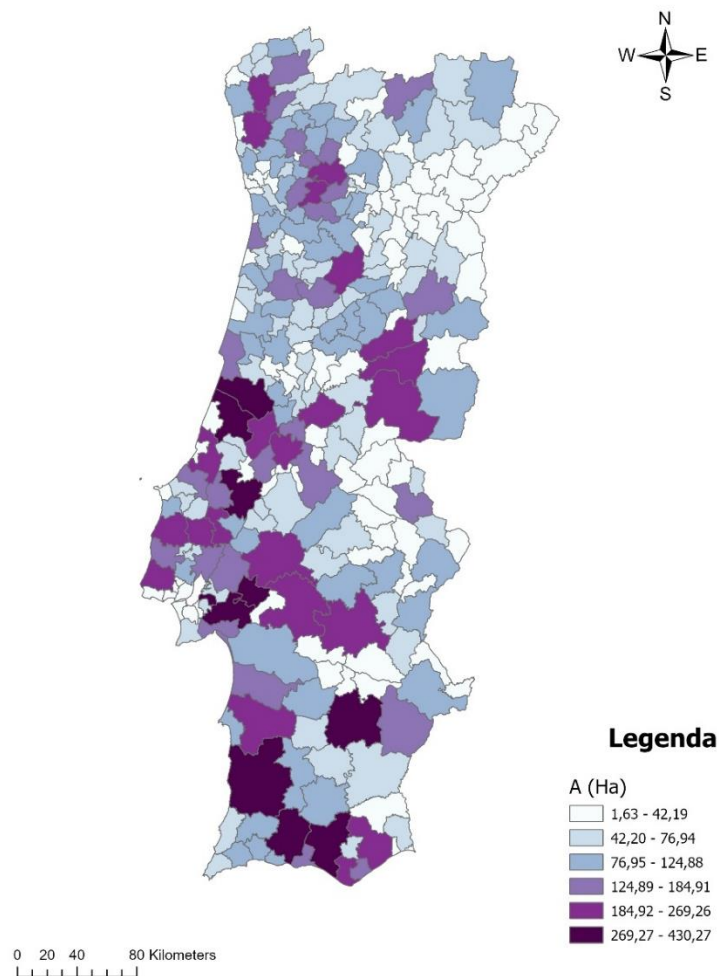 N
W E
S
Legenda
A (Ha)
1,63 - 42,19
42,20 - 76,94
76,95 - 124,88
124,89 - 184,91
184,92 - 269,26
269,27 - 430,27
0 20 40 80 Kilometers